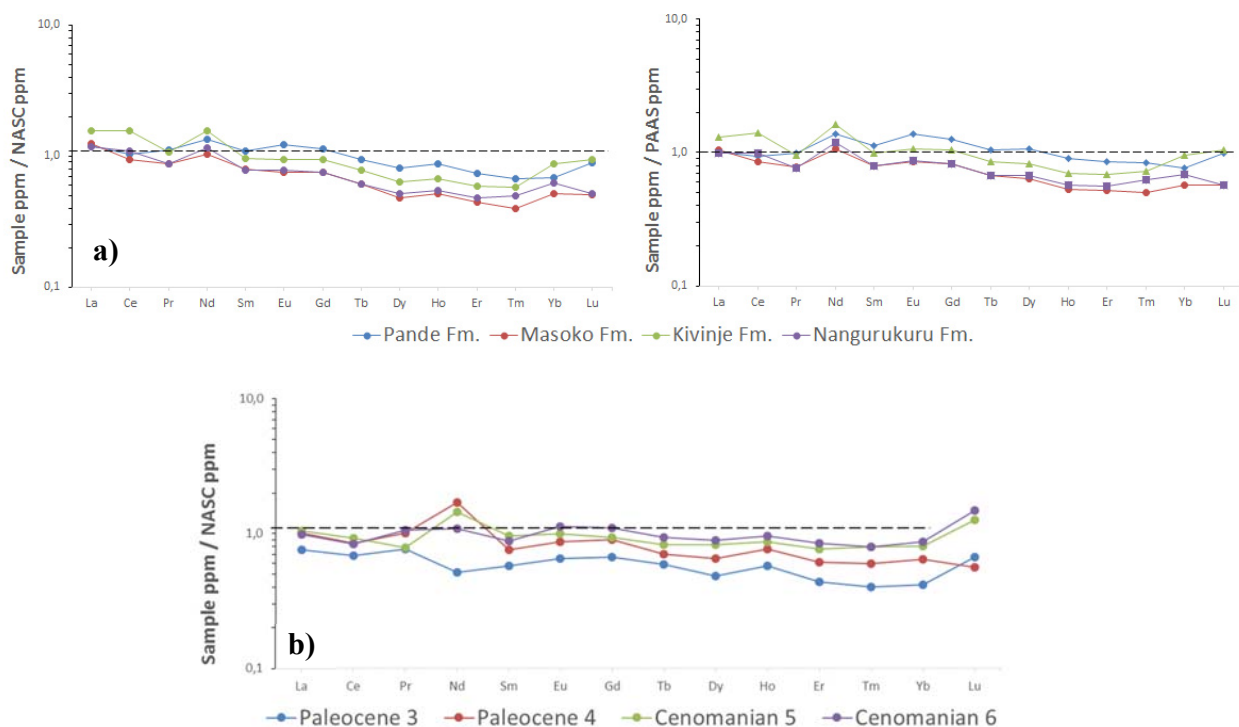 10,0
1,0
0,1
Sample ppm / NASC ppm
a)
La Ce Pr Nd Sm Eu Gd Tb Dy Ho Er Tm Yb Lu
10,0
1,0
0,1
Sample ppm / PAAS ppm
La Ce Pr Nd Sm Eu Gd Tb Dy Ho Er Tm Yb Lu
Pande Fm. Masoko Fm. Kivinje Fm. Nangurukuru Fm.
10,0
1,0
0,1
Sample ppm / NASC ppm
b)
La Ce Pr Nd Sm Eu Gd Tb Dy Ho Er Tm Yb Lu
Paleocene 3 Paleocene 4 Cenomanian 5 Cenomanian 6